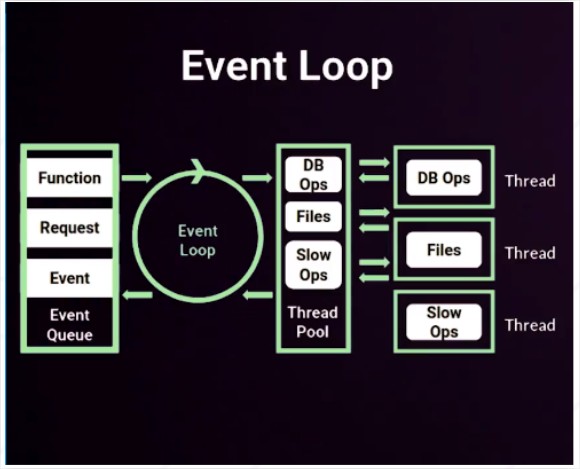 Event Loop
Function
Request
Event
Event
Queue
Event
Loop
DB
Ops
Files
Slow
Ops
Thread
Pool
DB Ops
Thread
Files
Thread
Slow
Ops
Thread